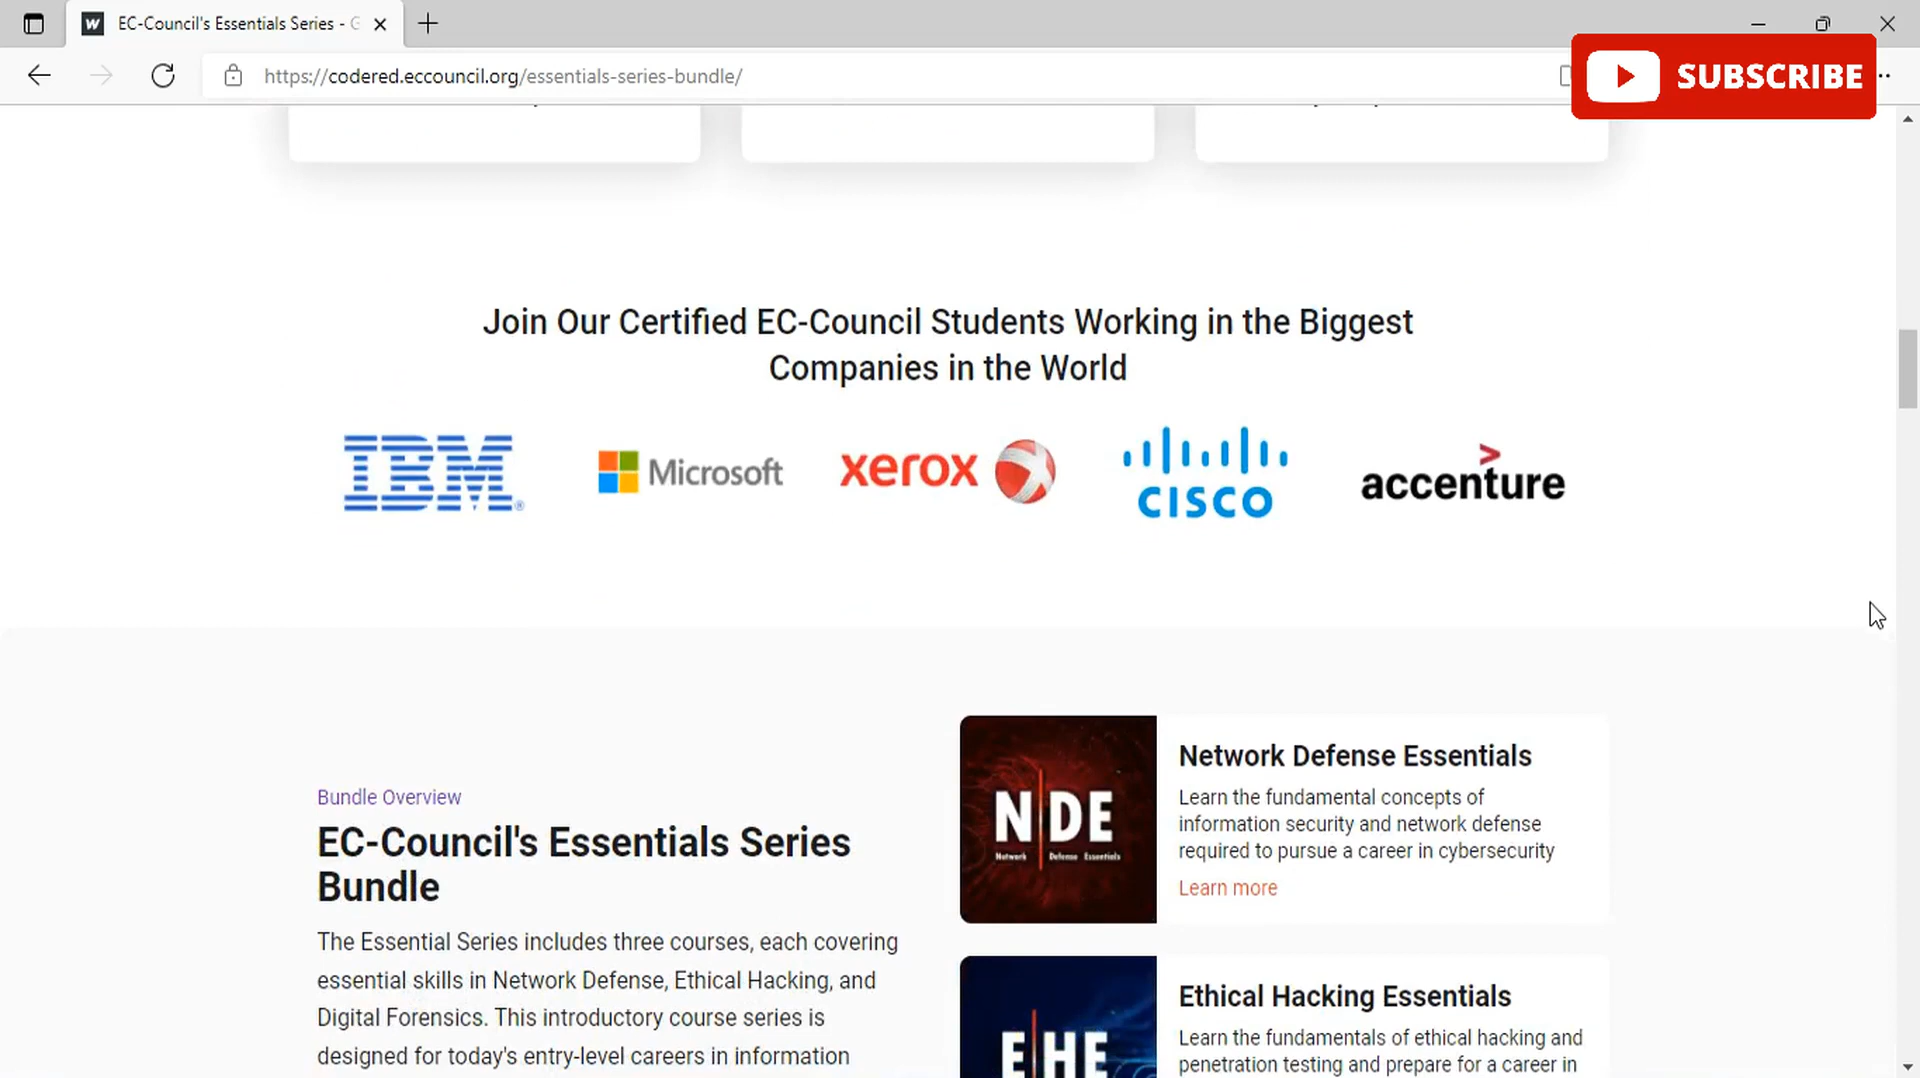 EC-Council's Essentials Series - G
https://codered.eccouncil.org/essentials-series-bundle/
SUBSCRIBE
Join Our Certified EC-Council Students Working in the Biggest
Companies in the World
IBM®
Microsoft
xerox
CISCO
accenture
Bundle Overview
EC-Council's Essentials Series
Bundle
The Essential Series includes three courses, each covering
essential skills in Network Defense, Ethical Hacking, and
Digital Forensics. This introductory course series is
designed for today's entry-level careers in information
NDE
Network Defense Essentials
Network Defense Essentials
Learn the fundamental concepts of
information security and network defense
required to pursue a career in cybersecurity
Learn more
EHE
Ethical Hacking Essentials
Learn the fundamentals of ethical hacking and
penetration testing and prepare for a career in